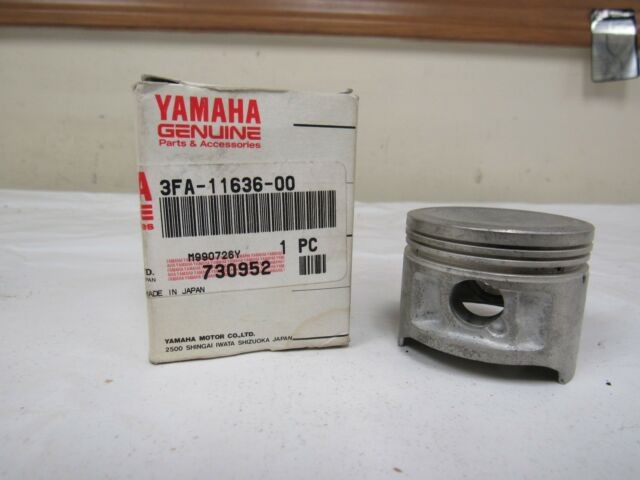 YAMAHA
GENUINE
Parts & Accessories
3FA-11636-00
M990726Y
1 PC
730952
MADE IN JAPAN
YAMAHA MOTOR CO.,LTD.
2500 SHINGAI IWATA SHIZUOKA JAPAN